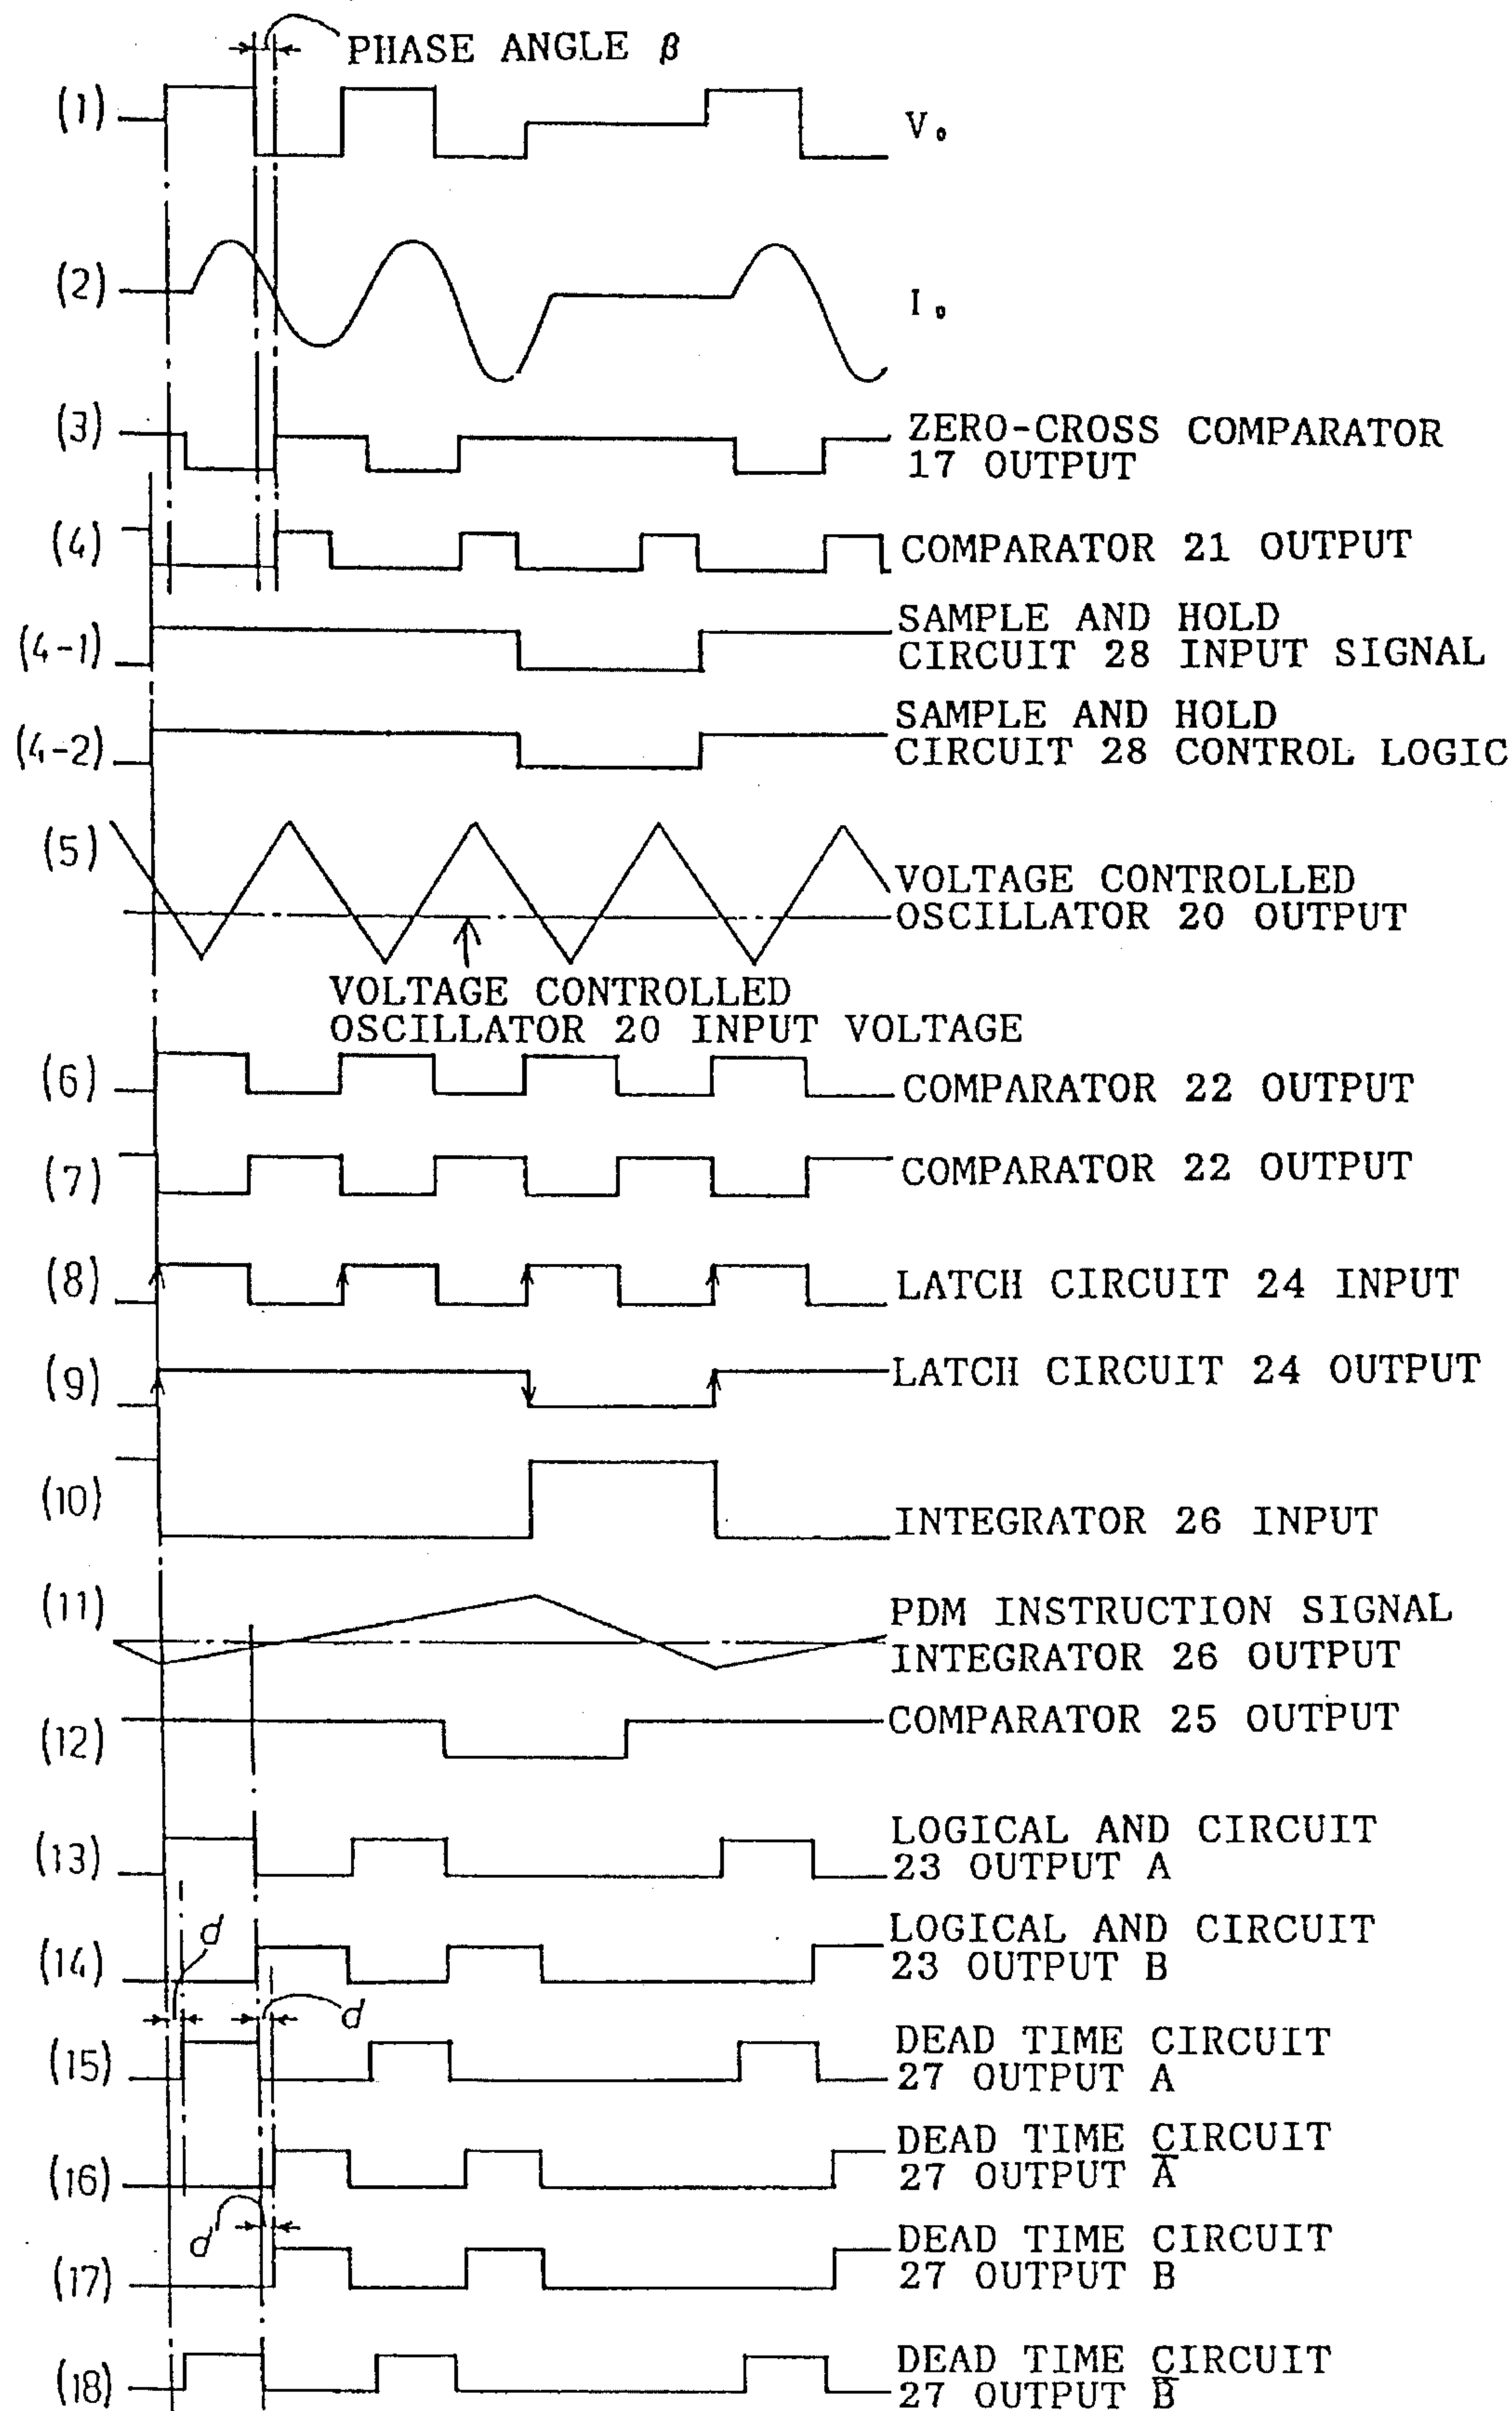 PHASE ANGLE β
(1)
V₀
(2)
I₀
(3)
ZERO-CROSS COMPARATOR
17 OUTPUT
(4)
COMPARATOR 21 OUTPUT
(4-1)
SAMPLE AND HOLD
CIRCUIT 28 INPUT SIGNAL
(4-2)
SAMPLE AND HOLD
CIRCUIT 28 CONTROL LOGIC
(5)
VOLTAGE CONTROLLED
OSCILLATOR 20 OUTPUT
VOLTAGE CONTROLLED
OSCILLATOR 20 INPUT VOLTAGE
(6)
COMPARATOR 22 OUTPUT
(7)
COMPARATOR 22 OUTPUT
(8)
LATCH CIRCUIT 24 INPUT
(9)
LATCH CIRCUIT 24 OUTPUT
(10)
INTEGRATOR 26 INPUT
(11)
PDM INSTRUCTION SIGNAL
INTEGRATOR 26 OUTPUT
(12)
COMPARATOR 25 OUTPUT
(13)
LOGICAL AND CIRCUIT
23 OUTPUT A
(14)
LOGICAL AND CIRCUIT
23 OUTPUT B
d
d
(15)
DEAD TIME CIRCUIT
27 OUTPUT A
(16)
DEAD TIME CIRCUIT
27 OUTPUT A̅
d
(17)
DEAD TIME CIRCUIT
27 OUTPUT B
(18)
DEAD TIME CIRCUIT
27 OUTPUT B̅